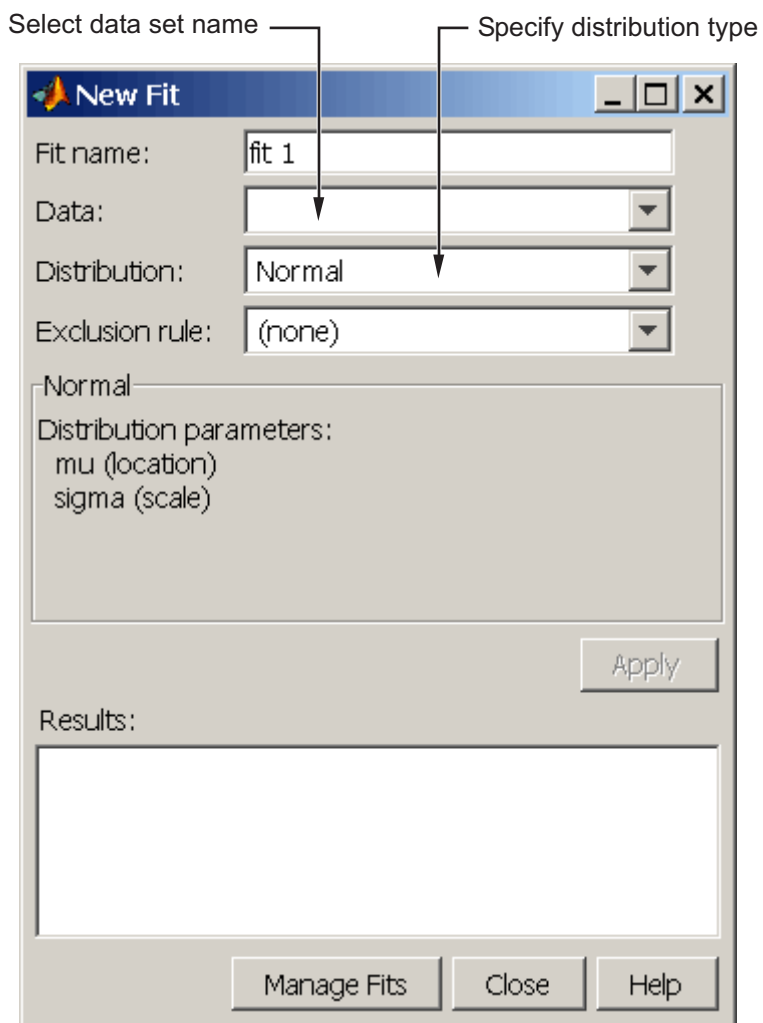 Select data set name
Specify distribution type
New Fit
Fit name: fit 1
Data:
Distribution: Normal
Exclusion rule: (none)
Normal
Distribution parameters:
mu (location)
sigma (scale)
Apply
Results:
Manage Fits Close Help